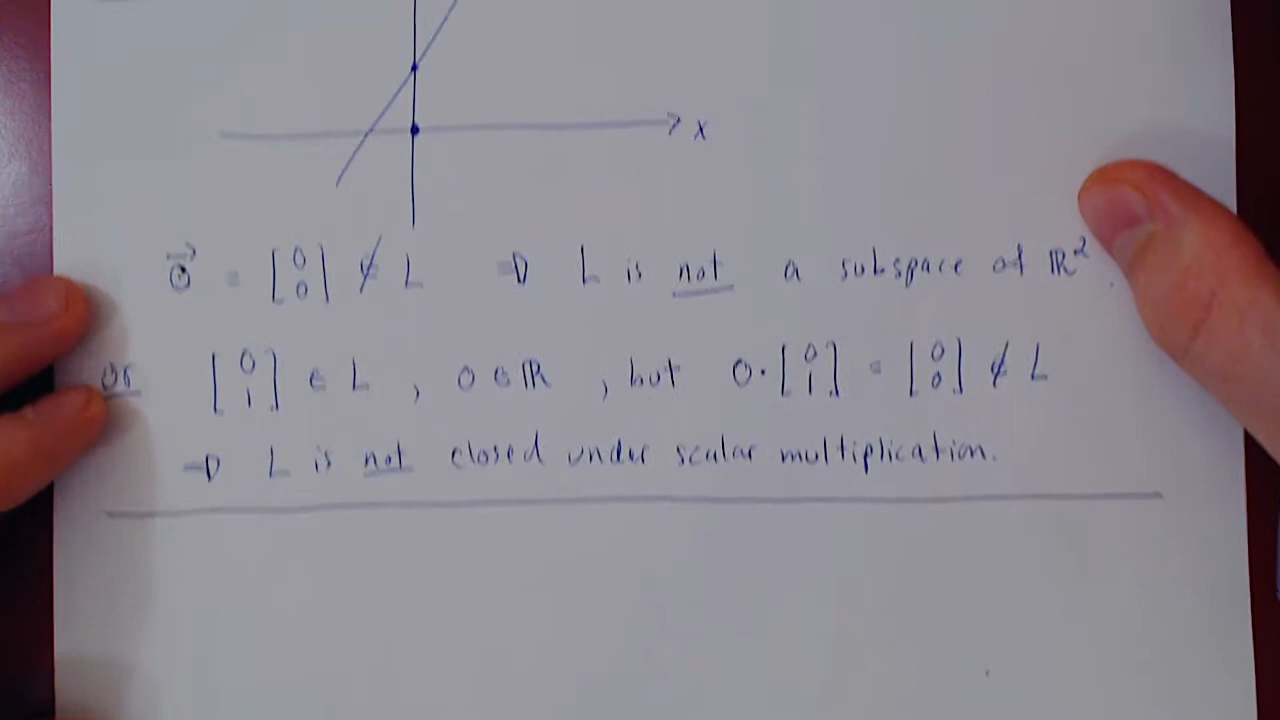 x
0⃗ = [0 0] ∉ L ⇒ L is not a subspace of ℝ².
or [0 1] ∈ L , 0 ∈ ℝ , but 0·[0 1] = [0 0] ∉ L
⇒ L is not closed under scalar multiplication.